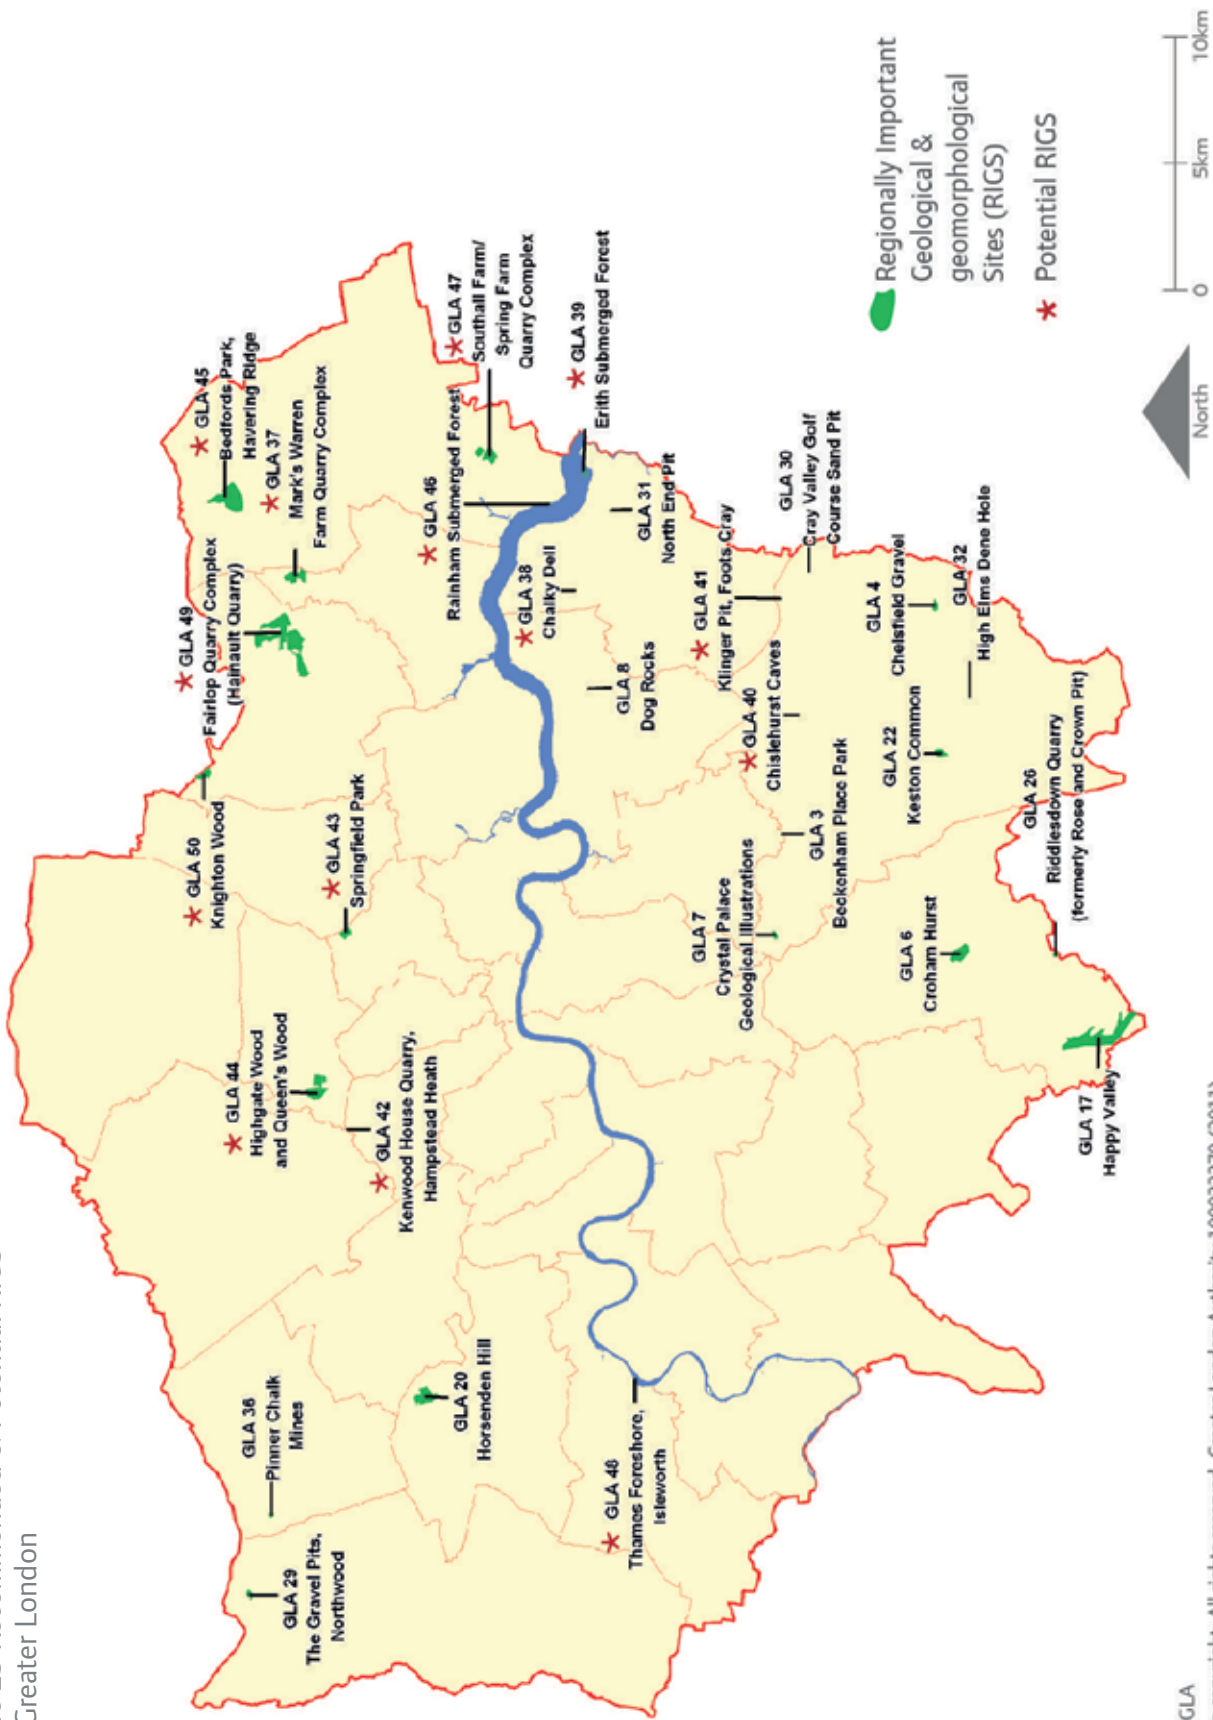 Greater London
GLA 29
The Gravel Pits,
Northwood
GLA 36
Pinner Chalk
Mines
GLA 20
Horsenden Hill
GLA 48
Thames Foreshore,
Isleworth
GLA 44
Highgate Wood
and Queen's Wood
GLA 42
Kenwood House Quarry,
Hampstead Heath
GLA 50
Knighton Wood
GLA 43
Springfield Park
GLA 49
Fairlop Quarry Complex
(Hainault Quarry)
GLA 45
Bedfords Park,
Havering Ridge
GLA 37
Mark's Warren
Farm Quarry Complex
GLA 46
Rainham Submerged Forest
GLA 47
Southall Farm/
Spring Farm
Quarry Complex
GLA 39
Erith Submerged Forest
GLA 38
Chalky Dell
GLA 8
Dog Rocks
GLA 31
North End Pit
GLA 41
Klinger Pit, Foots Cray
GLA 30
Cray Valley Golf
Course Sand Pit
GLA 40
Chislehurst Caves
GLA 3
Beckenham Place Park
GLA 7
Crystal Palace
Geological Illustrations
GLA 4
Chelsfield Gravel
GLA 32
High Elms Dene Hole
GLA 22
Keston Common
GLA 6
Croham Hurst
GLA 26
Riddlesdown Quarry
(formerly Rose and Crown Pit)
GLA 17
Happy Valley
Regionally Important
Geological &
geomorphological
Sites (RIGS)
Potential RIGS
North
0 5km 10km
GLA